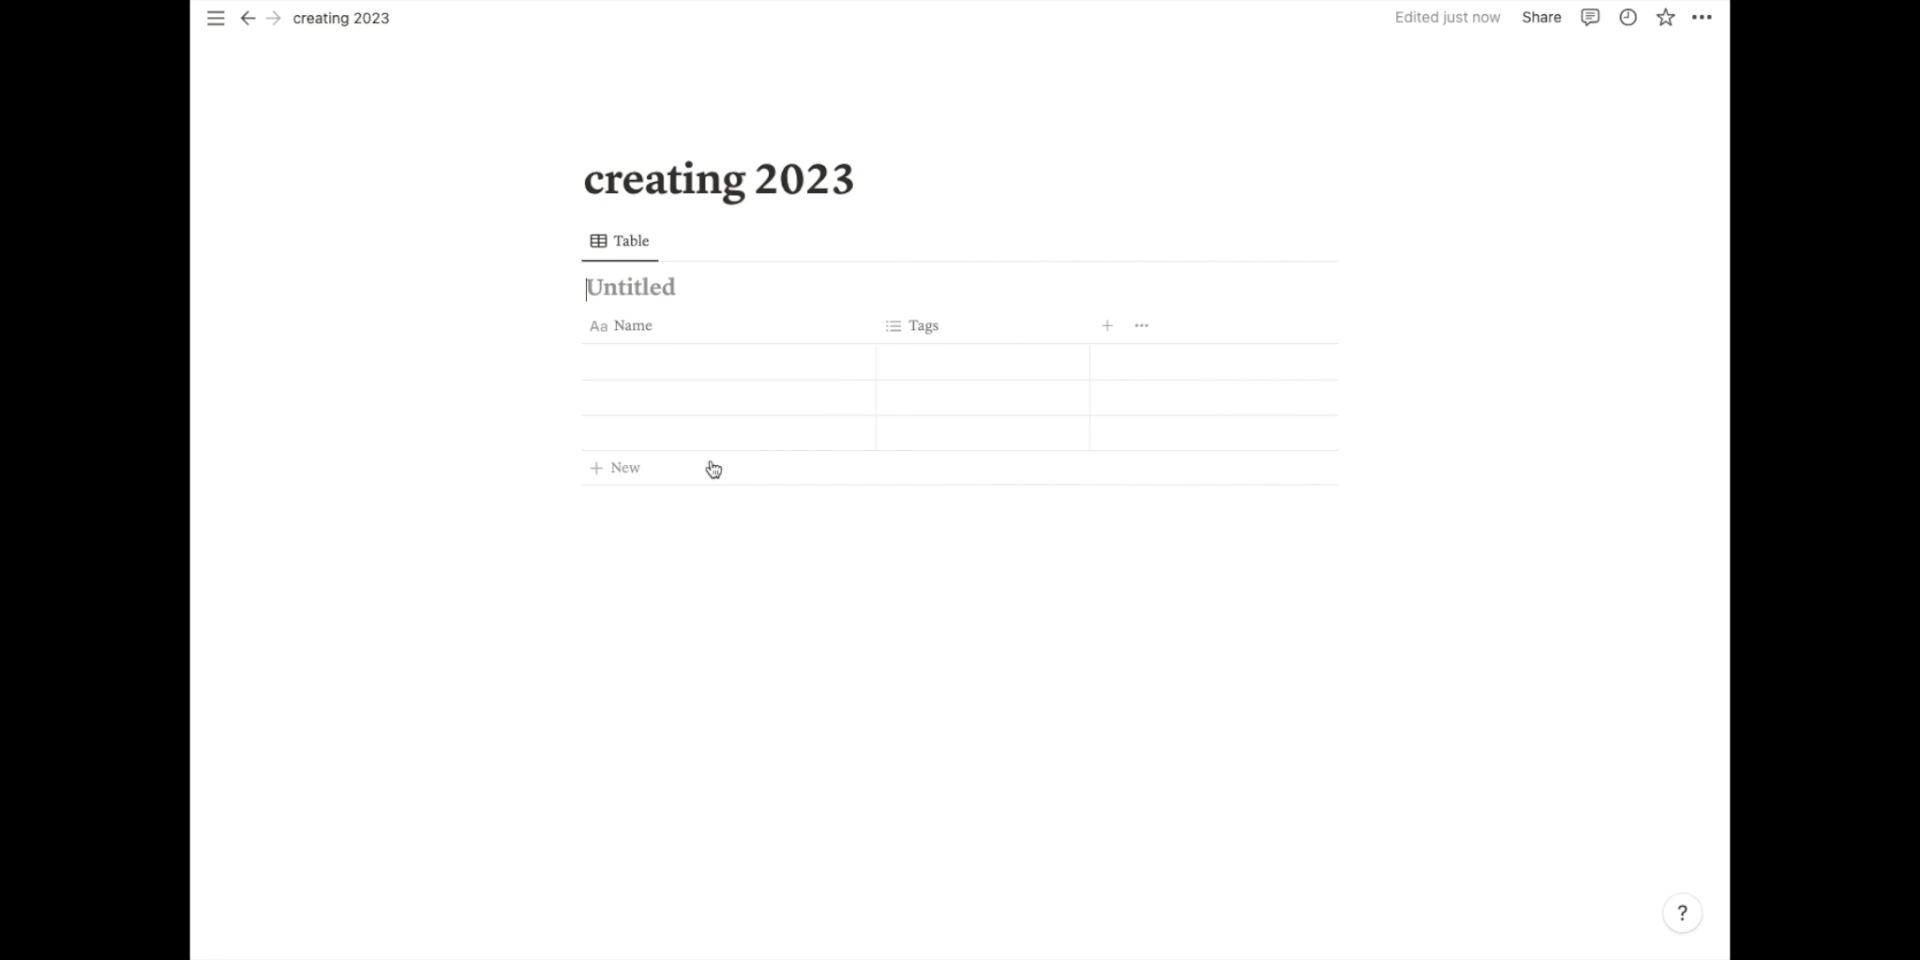 creating 2023
Edited just now
Share
creating 2023
Table
Untitled
Aa Name
Tags
+ New
?